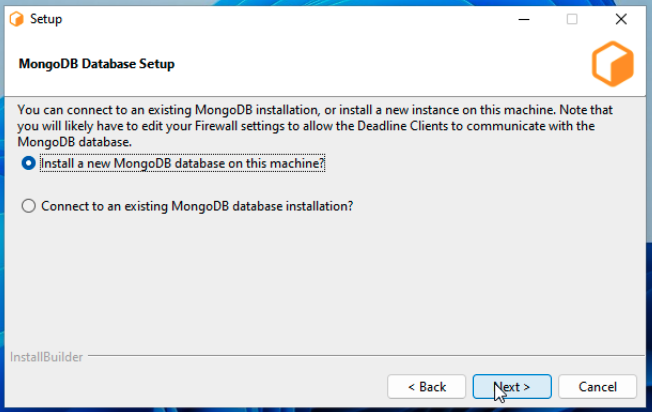 Setup
MongoDB Database Setup
You can connect to an existing MongoDB installation, or install a new instance on this machine. Note that
you will likely have to edit your Firewall settings to allow the Deadline Clients to communicate with the
MongoDB database.
Install a new MongoDB database on this machine?
Connect to an existing MongoDB database installation?
InstallBuilder
< Back Next > Cancel